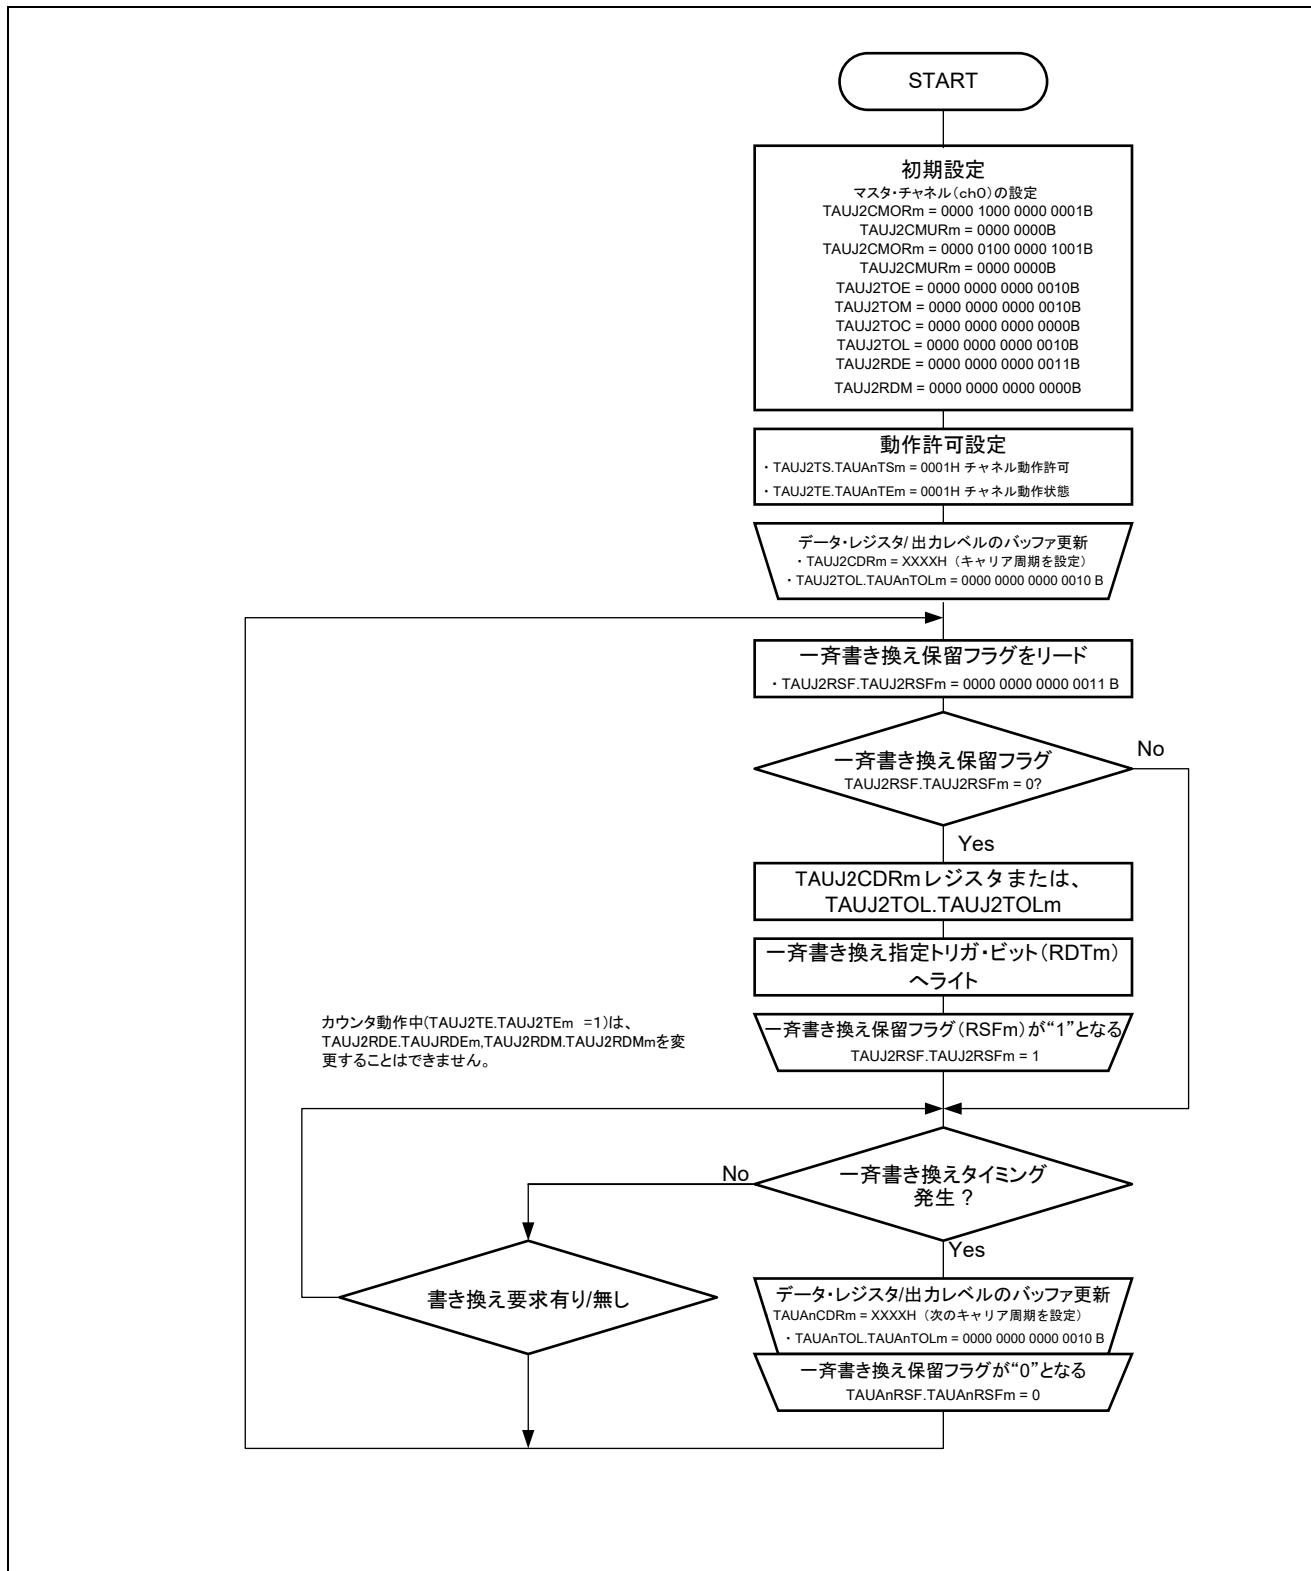 START
初期設定
マスタ・チャネル(ch0)の設定
TAUJ2CMORm = 0000 1000 0000 0001B
TAUJ2CMURm = 0000 0000B
TAUJ2CMORm = 0000 0100 0000 1001B
TAUJ2CMURm = 0000 0000B
TAUJ2TOE = 0000 0000 0000 0010B
TAUJ2TOM = 0000 0000 0000 0010B
TAUJ2TOC = 0000 0000 0000 0000B
TAUJ2TOL = 0000 0000 0000 0010B
TAUJ2RDE = 0000 0000 0000 0011B
TAUJ2RDM = 0000 0000 0000 0000B
動作許可設定
・TAUJ2TS.TAUAnTSm = 0001H チャネル動作許可
・TAUJ2TE.TAUAnTEm = 0001H チャネル動作状態
データ・レジスタ/出力レベルのバッファ更新
・TAUJ2CDRm = XXXXH (キャリア周期を設定)
・TAUJ2TOL.TAUAnTOLm = 0000 0000 0000 0010 B
一斉書き換え保留フラグをリード
・TAUJ2RSF.TAUJ2RSFm = 0000 0000 0000 0011 B
一斉書き換え保留フラグ
TAUJ2RSF.TAUJ2RSFm = 0?
No
Yes
TAUJ2CDRmレジスタまたは、
TAUJ2TOL.TAUJ2TOLm
一斉書き換え指定トリガ・ビット(RDTm)
へライト
一斉書き換え保留フラグ(RSFm)が“1”となる
TAUJ2RSF.TAUJ2RSFm = 1
カウンタ動作中(TAUJ2TE.TAUJ2TEm =1)は、
TAUJ2RDE.TAUJRDEm,TAUJ2RDM.TAUJ2RDMmを変
更することはできません。
一斉書き換えタイミング
発生?
No
Yes
書き換え要求有り/無し
データ・レジスタ/出力レベルのバッファ更新
TAUAnCDRm = XXXXH (次のキャリア周期を設定)
・TAUAnTOL.TAUAnTOLm = 0000 0000 0000 0010 B
一斉書き換え保留フラグが“0”となる
TAUAnRSF.TAUAnRSFm = 0